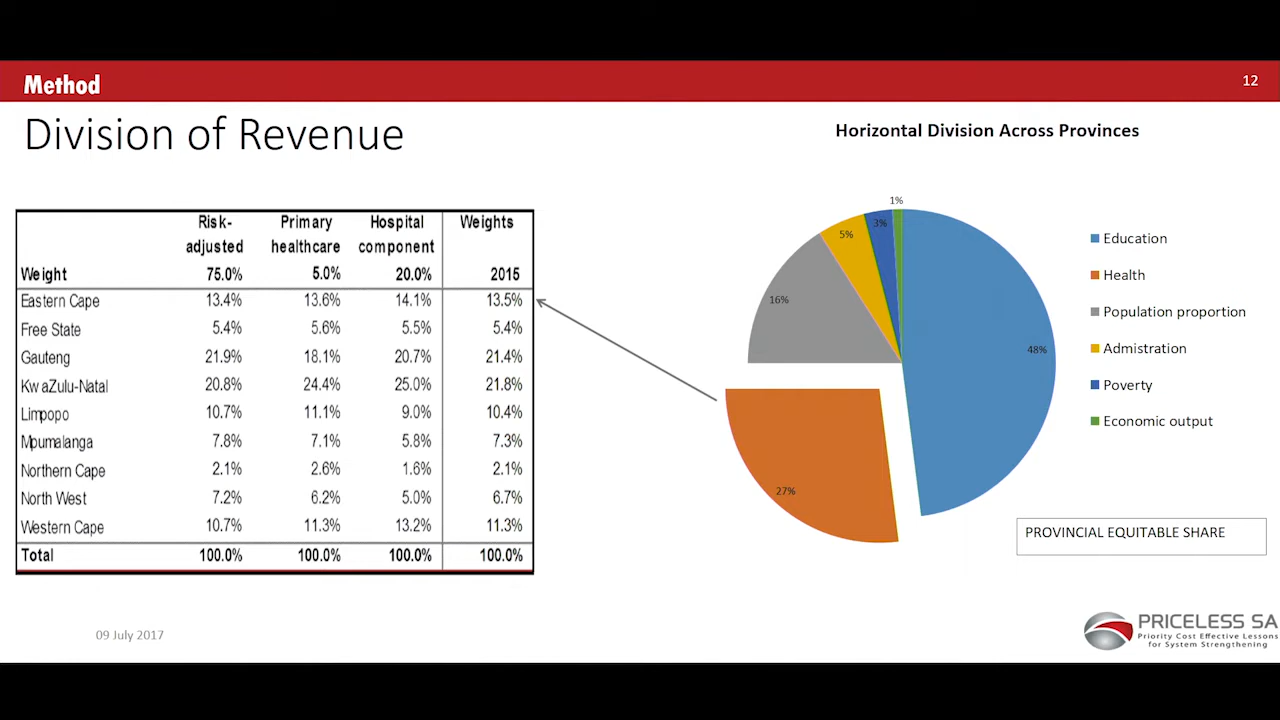 Method
12
Division of Revenue
Horizontal Division Across Provinces
Risk-adjusted Primary healthcare Hospital component Weights
Weight 75.0% 5.0% 20.0% 2015
Eastern Cape 13.4% 13.6% 14.1% 13.5%
Free State 5.4% 5.6% 5.5% 5.4%
Gauteng 21.9% 18.1% 20.7% 21.4%
KwaZulu-Natal 20.8% 24.4% 25.0% 21.8%
Limpopo 10.7% 11.1% 9.0% 10.4%
Mpumalanga 7.8% 7.1% 5.8% 7.3%
Northern Cape 2.1% 2.6% 1.6% 2.1%
North West 7.2% 6.2% 5.0% 6.7%
Western Cape 10.7% 11.3% 13.2% 11.3%
Total 100.0% 100.0% 100.0% 100.0%
1%
3%
5%
16%
48%
27%
Education
Health
Population proportion
Admistration
Poverty
Economic output
PROVINCIAL EQUITABLE SHARE
09 July 2017
PRICELESS SA
Priority Cost Effective Lessons
for System Strengthening